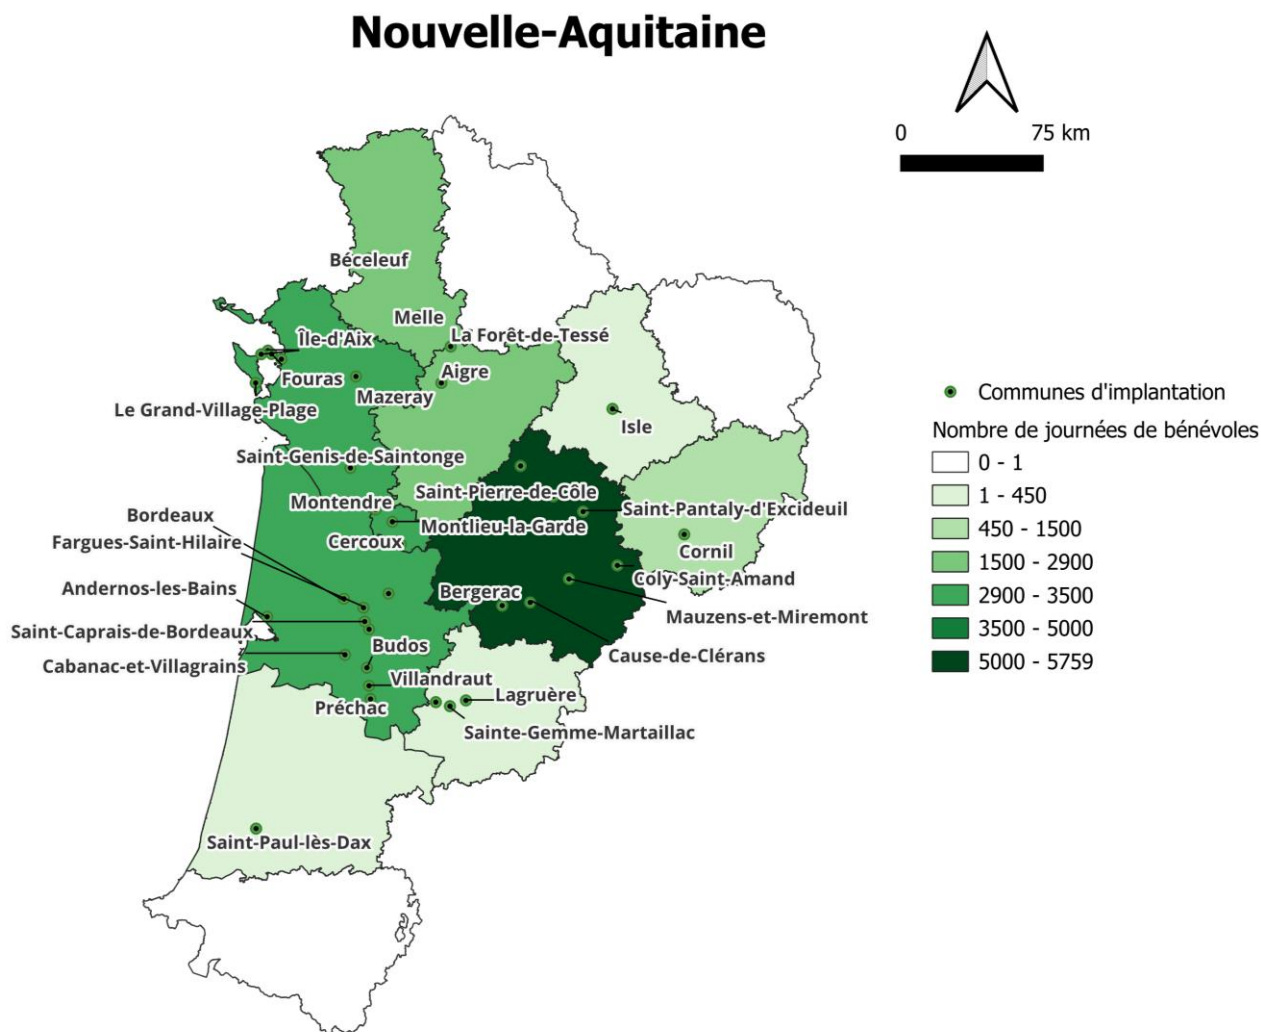 Nouvelle-Aquitaine
0 75 km
Béceleuf
Melle
La Forêt-de-Tessé
Île-d'Aix
Aigre
Fouras
Mazeray
Le Grand-Village-Plage
Isle
Saint-Genis-de-Saintonge
Saint-Pierre-de-Côle
Montendre
Saint-Pantaly-d'Excideuil
Bordeaux
Montlieu-la-Garde
Fargues-Saint-Hilaire
Cercoux
Cornil
Coly-Saint-Amand
Andernos-les-Bains
Bergerac
Mauzens-et-Miremont
Saint-Caprais-de-Bordeaux
Budos
Cause-de-Clérans
Cabanac-et-Villagrains
Villandraut
Lagruère
Préchac
Sainte-Gemme-Martaillac
Saint-Paul-lès-Dax
Communes d'implantation
Nombre de journées de bénévoles
0 - 1
1 - 450
450 - 1500
1500 - 2900
2900 - 3500
3500 - 5000
5000 - 5759